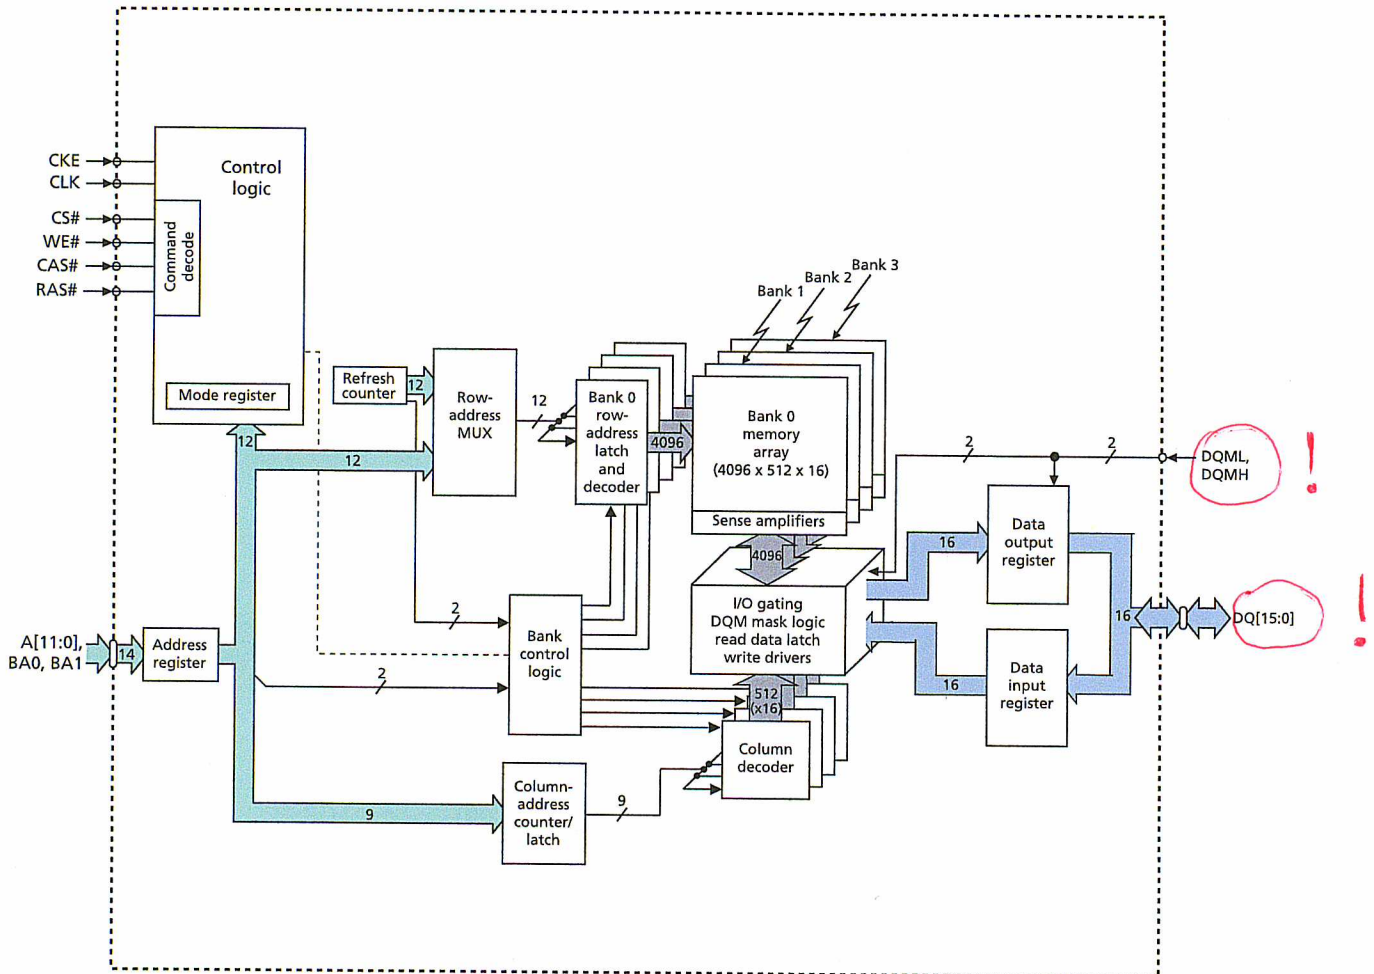 CKE
CLK
CS#
WE#
CAS#
RAS#
Control
logic
Command
decode
Mode register
12
12
Refresh
counter
12
Row-
address
MUX
12
Bank 0
row-
address
latch
and
decoder
4096
Bank 1
Bank 2
Bank 3
Bank 0
memory
array
(4096 x 512 x 16)
Sense amplifiers
4096
2
2
DQML,
DQMH
!
16
Data
output
register
I/O gating
DQM mask logic
read data latch
write drivers
16
DQ[15:0]
!
A[11:0],
BA0, BA1
14
Address
register
2
2
Bank
control
logic
16
Data
input
register
512
(x16)
Column
decoder
9
Column-
address
counter/
latch
9